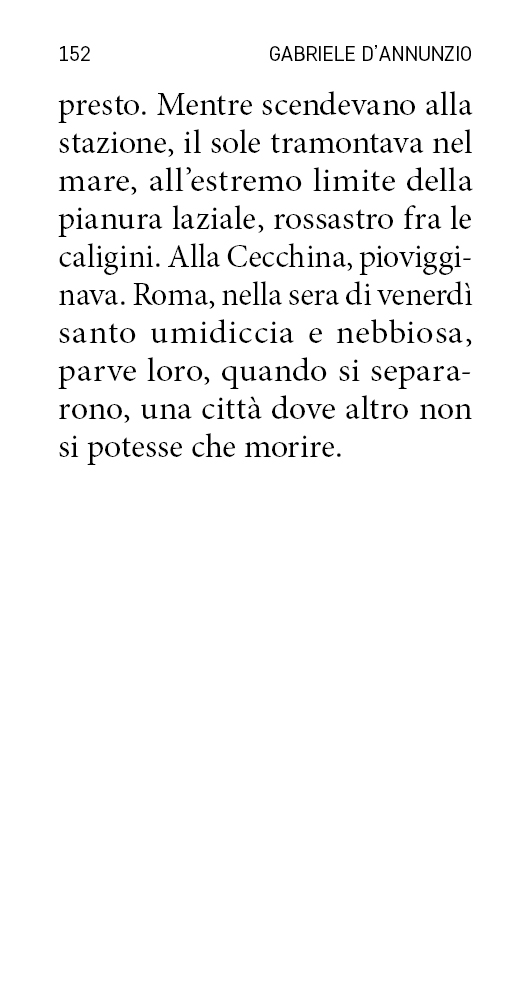 152 GABRIELE D’ANNUNZIO
presto. Mentre scendevano alla
stazione, il sole tramontava nel
mare, all’estremo limite della
pianura laziale, rossastro fra le
caligini. Alla Cecchina, pioviggi-
nava. Roma, nella sera di venerdì
santo umidiccia e nebbiosa,
parve loro, quando si separa-
rono, una città dove altro non
si potesse che morire.